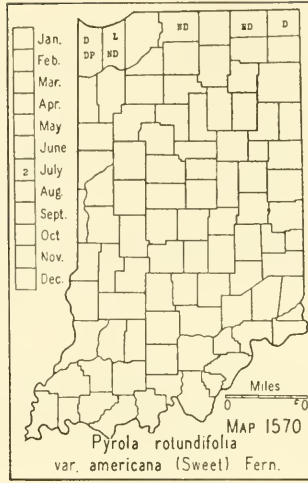 Jan.
Feb.
Mar.
Apr.
May
June
2 July
Aug.
Sept.
Oct
Nov.
Dec.
D L ND ND D
DP ND
Miles
MAP 1570
Pyrola rotundifolia
var. americana (Sweet) Fern.